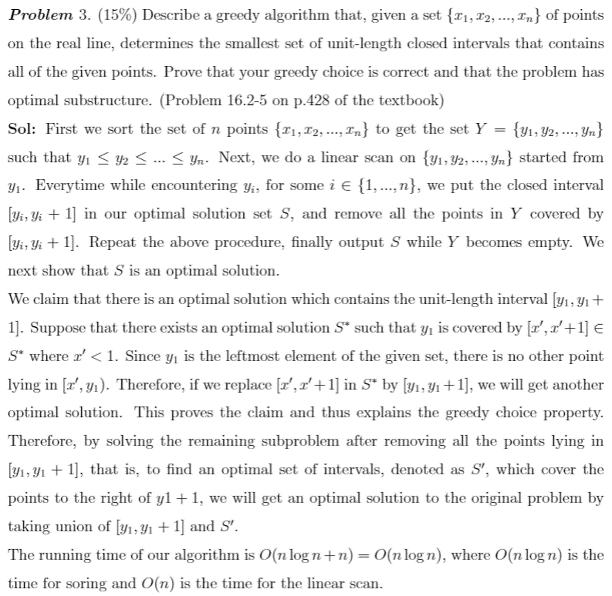 Problem 3. (15%) Describe a greedy algorithm that, given a set {x₁, x₂, ..., xₙ} of points
on the real line, determines the smallest set of unit-length closed intervals that contains
all of the given points. Prove that your greedy choice is correct and that the problem has
optimal substructure. (Problem 16.2-5 on p.428 of the textbook)
Sol: First we sort the set of n points {x₁, x₂, ..., xₙ} to get the set Y = {y₁, y₂, ..., yₙ}
such that y₁ ≤ y₂ ≤ ... ≤ yₙ. Next, we do a linear scan on {y₁, y₂, ..., yₙ} started from
y₁. Everytime while encountering yᵢ, for some i ∈ {1, ..., n}, we put the closed interval
[yᵢ, yᵢ + 1] in our optimal solution set S, and remove all the points in Y covered by
[yᵢ, yᵢ + 1]. Repeat the above procedure, finally output S while Y becomes empty. We
next show that S is an optimal solution.
We claim that there is an optimal solution which contains the unit-length interval [y₁, y₁+
1]. Suppose that there exists an optimal solution S* such that y₁ is covered by [x′, x′+1] ∈
S* where x′ < 1. Since y₁ is the leftmost element of the given set, there is no other point
lying in [x′, y₁). Therefore, if we replace [x′, x′+1] in S* by [y₁, y₁+1], we will get another
optimal solution. This proves the claim and thus explains the greedy choice property.
Therefore, by solving the remaining subproblem after removing all the points lying in
[y₁, y₁ + 1], that is, to find an optimal set of intervals, denoted as S′, which cover the
points to the right of y1 + 1, we will get an optimal solution to the original problem by
taking union of [y₁, y₁ + 1] and S′.
The running time of our algorithm is O(n log n + n) = O(n log n), where O(n log n) is the
time for soring and O(n) is the time for the linear scan.